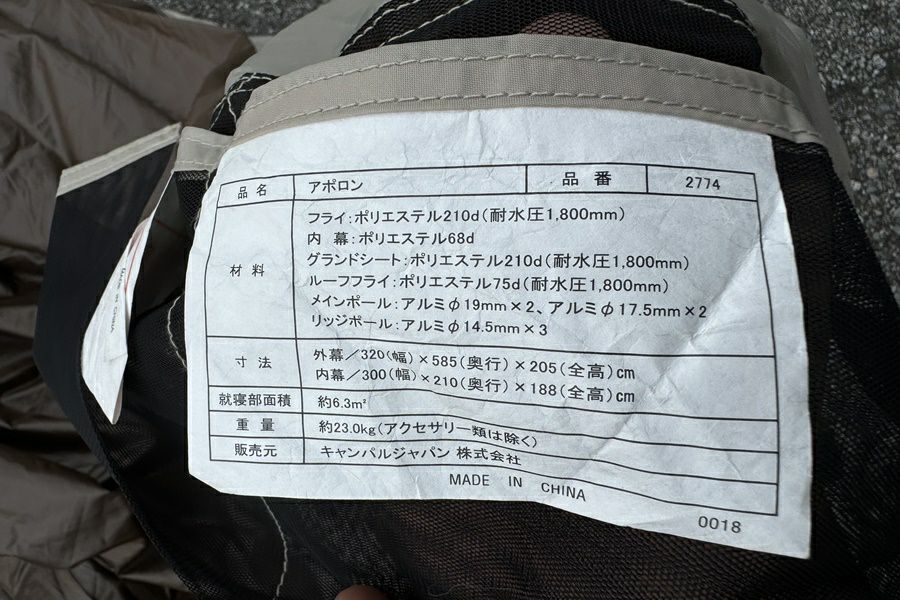 品名 アポロン 品番 2774
材料 フライ:ポリエステル210d(耐水圧1,800mm)
内 幕:ポリエステル68d
グランドシート:ポリエステル210d(耐水圧1,800mm)
ルーフフライ:ポリエステル75d(耐水圧1,800mm)
メインポール:アルミφ19mm×2、アルミφ17.5mm×2
リッジポール:アルミφ14.5mm×3
寸法 外幕/320(幅)×585(奥行)×205(全高)cm
内幕/300(幅)×210(奥行)×188(全高)cm
就寝部面積 約6.3m²
重量 約23.0kg(アクセサリー類は除く)
販売元 キャンパルジャパン 株式会社
MADE IN CHINA
0018
MADE IN CHINA